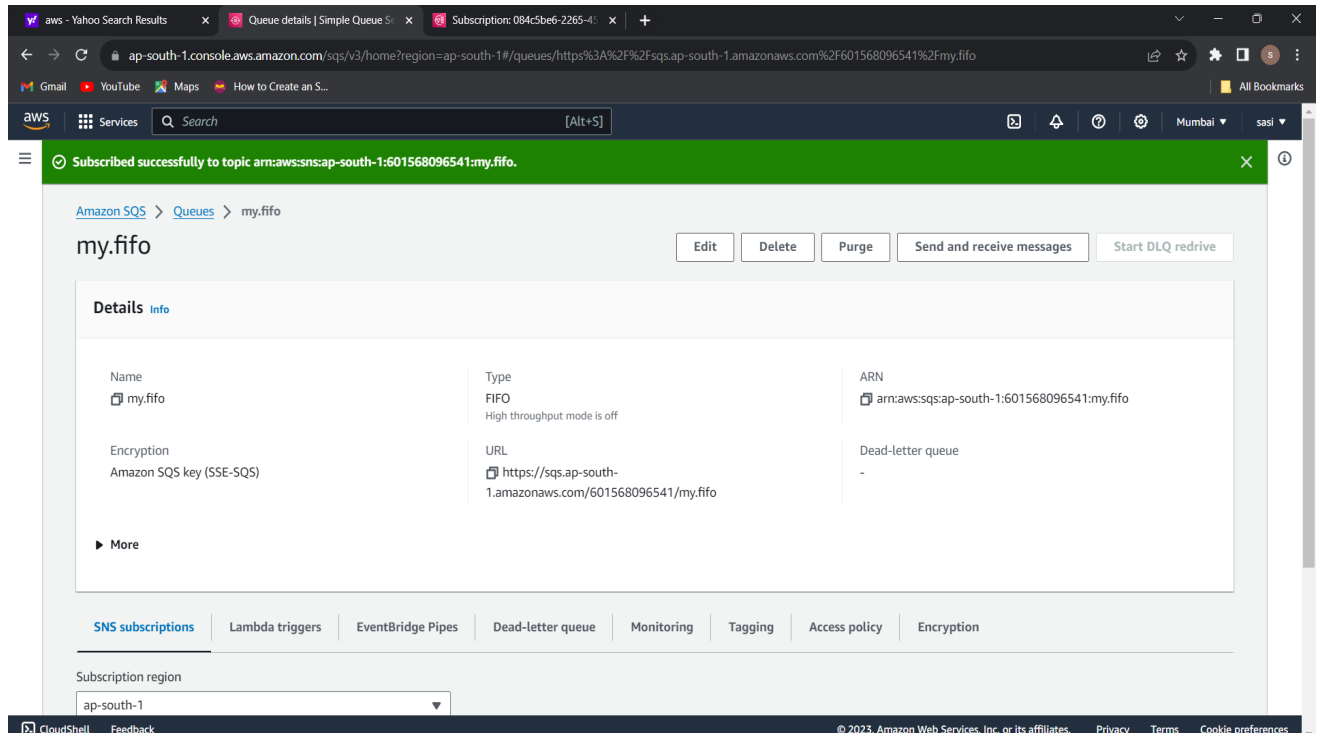 aws - Yahoo Search Results
Queue details | Simple Queue Se
Subscription: 084c5be6-2265-45
ap-south-1.console.aws.amazon.com/sqs/v3/home?region=ap-south-1#/queues/https%3A%2F%2Fsqs.ap-south-1.amazonaws.com%2F601568096541%2Fmy.fifo
S
Gmail YouTube Maps How to Create an S... All Bookmarks
aws Services Search [Alt+S] Mumbai ▼ sasi ▼
Subscribed successfully to topic arn:aws:sns:ap-south-1:601568096541:my.fifo.
Amazon SQS > Queues > my.fifo
my.fifo
Edit Delete Purge Send and receive messages Start DLQ redrive
Details Info
Name
my.fifo
Type
FIFO
High throughput mode is off
ARN
arn:aws:sqs:ap-south-1:601568096541:my.fifo
Encryption
Amazon SQS key (SSE-SQS)
URL
https://sqs.ap-south-
1.amazonaws.com/601568096541/my.fifo
Dead-letter queue
-
More
SNS subscriptions Lambda triggers EventBridge Pipes Dead-letter queue Monitoring Tagging Access policy Encryption
Subscription region
ap-south-1
CloudShell Feedback © 2023, Amazon Web Services, Inc. or its affiliates. Privacy Terms Cookie preferences